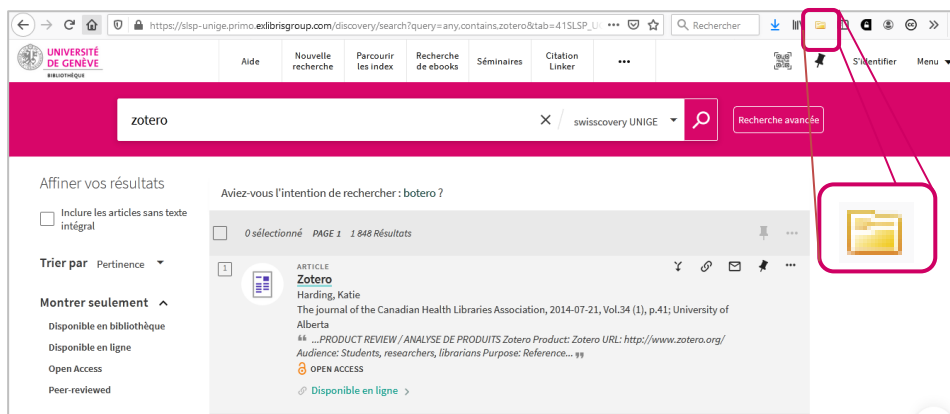 https://slsp-unige.primo.exlibrisgroup.com/discovery/search?query=any,contains,zotero&tab=41SLSP_U
Rechercher
UNIVERSITÉ
DE GENÈVE
BIBLIOTHÈQUE
Aide
Nouvelle
recherche
Parcourir
les index
Recherche
de ebooks
Séminaires
Citation
Linker
S'identifier
Menu
zotero
swisscovery UNIGE
Recherche avancée
Affiner vos résultats
Aviez-vous l'intention de rechercher : botero ?
Inclure les articles sans texte
intégral
0 sélectionné PAGE 1 1 848 Résultats
Trier par Pertinence
1
ARTICLE
Zotero
Harding, Katie
The journal of the Canadian Health Libraries Association, 2014-07-21, Vol.34 (1), p.41; University of
Alberta
Montrer seulement
Disponible en bibliothèque
Disponible en ligne
Open Access
Peer-reviewed
...PRODUCT REVIEW / ANALYSE DE PRODUITS Zotero Product: Zotero URL: http://www.zotero.org/
Audience: Students, researchers, librarians Purpose: Reference...
OPEN ACCESS
Disponible en ligne